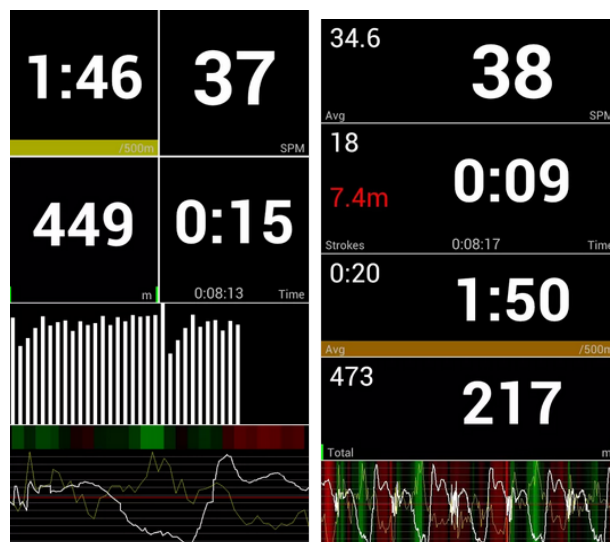 1:46
37
/500m
SPM
449
0:15
m
0:08:13
Time
34.6
38
Avg
SPM
18
7.4m
0:09
Strokes
0:08:17
Time
0:20
1:50
Avg
/500m
473
217
Total
m